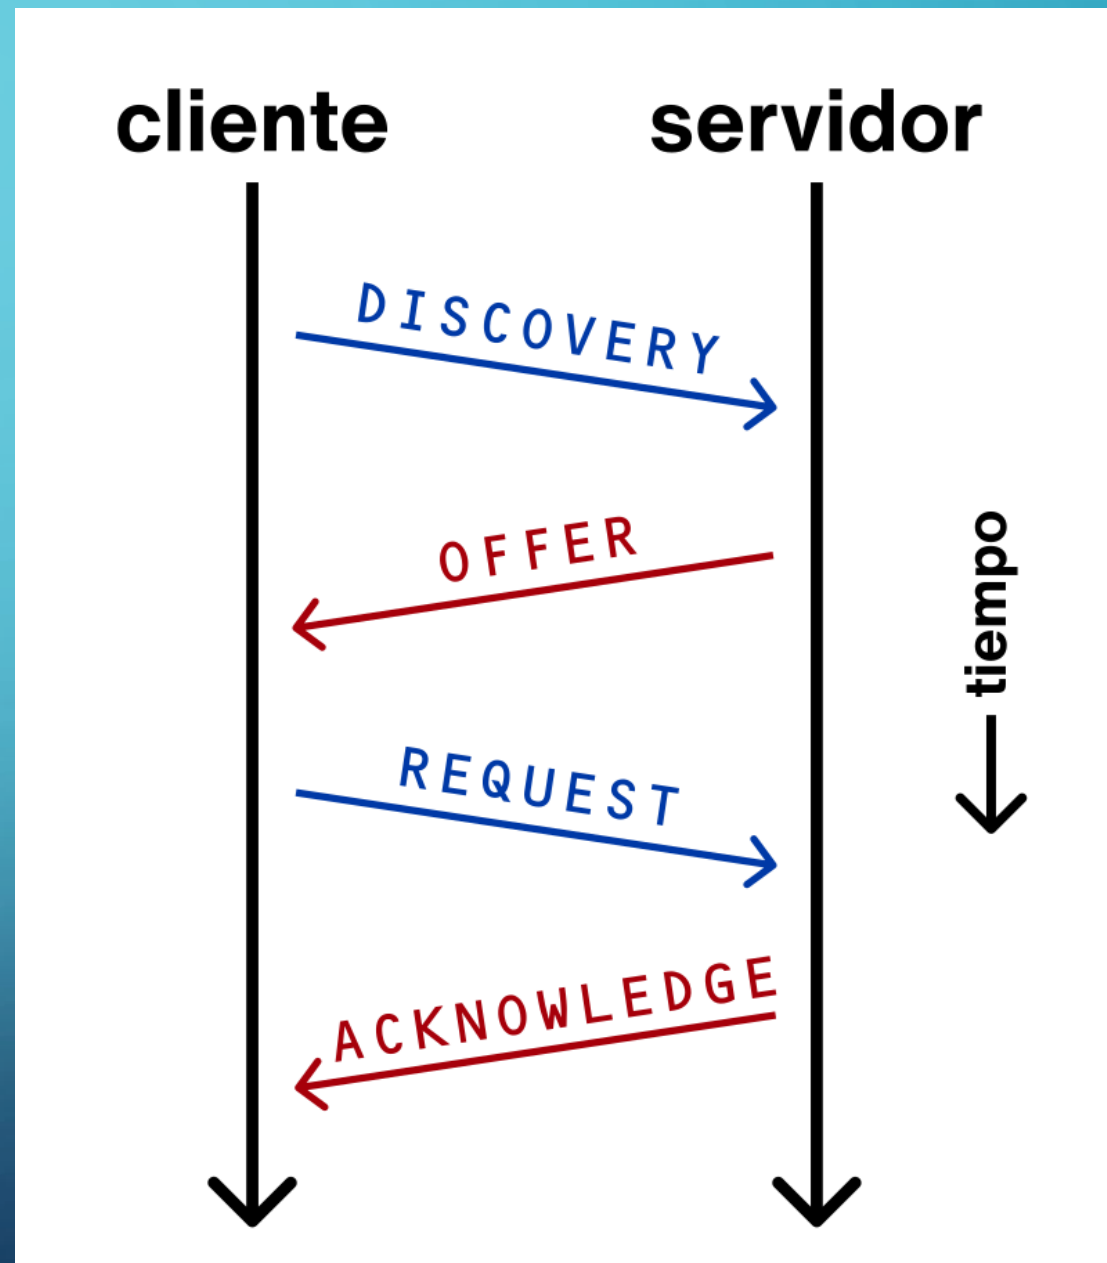 cliente
servidor
DISCOVERY
OFFER
tiempo
REQUEST
ACKNOWLEDGE